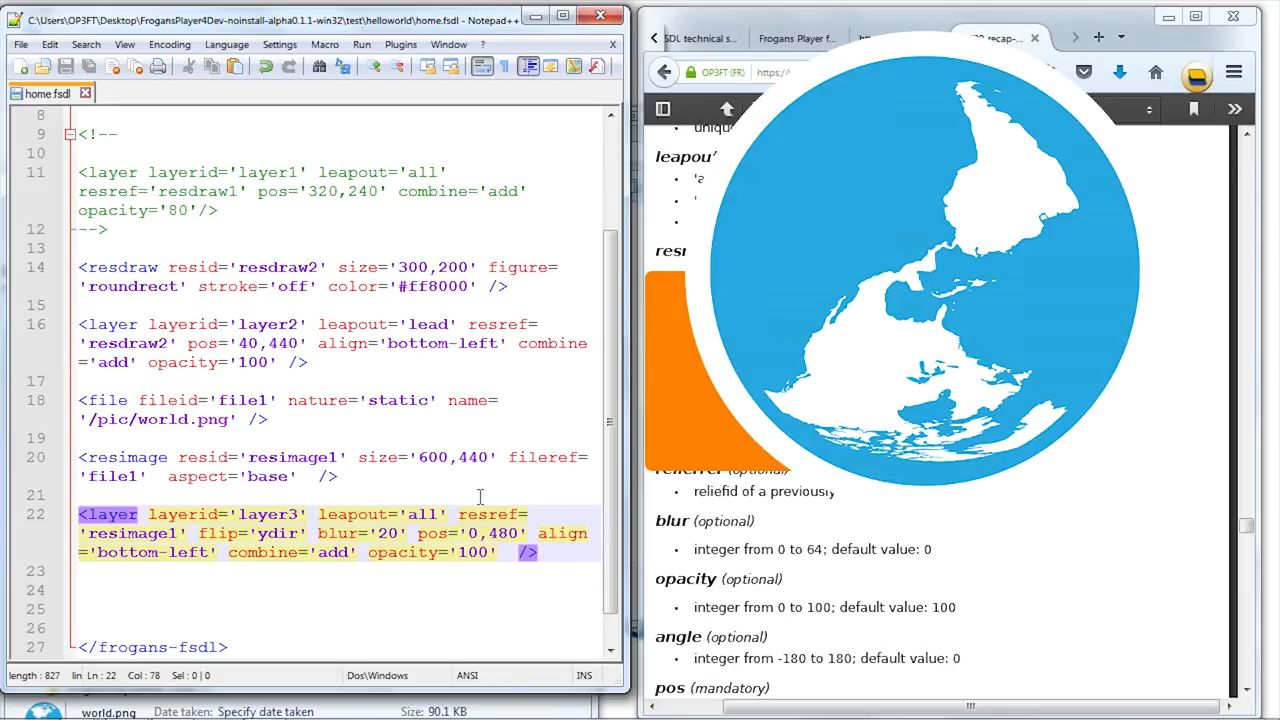 C:\Users\OP3FT\Desktop\FrogansPlayer4Dev-noinstall-alpha0.1.1-win32\test\helloworld\home.fsdl - Notepad++
File Edit Search View Encoding Language Settings Macro Run Plugins Window ? X
home.fsdl
8
9 <!--
10
11 <layer layerid='layer1' leapout='all'
resref='resdraw1' pos='320,240' combine='add'
opacity='80'/>
12 --->
13
14 <resdraw resid='resdraw2' size='300,200' figure=
'roundrect' stroke='off' color='#ff8000' />
15
16 <layer layerid='layer2' leapout='lead' resref=
'resdraw2' pos='40,440' align='bottom-left' combine
='add' opacity='100' />
17
18 <file fileid='file1' nature='static' name=
'/pic/world.png' />
19
20 <resimage resid='resimage1' size='600,440' fileref=
'file1' aspect='base' />
21
22 <layer layerid='layer3' leapout='all' resref=
'resimage1' flip='ydir' blur='20' pos='0,480' align
='bottom-left' combine='add' opacity='100' />
23
24
25
26
27 </frogans-fsdl>
length : 827 lin Ln : 22 Col : 78 Sel : 0 | 0 Dos\Windows ANSI INS
world.png Date taken: Specify date taken Size: 90.1 KB
SDL technical s... Frogans Player f... recap-...
OP3FT (FR) https://
uniqu
leapou
resr
(optional)
reliefid of a previously
blur (optional)
integer from 0 to 64; default value: 0
opacity (optional)
integer from 0 to 100; default value: 100
angle (optional)
integer from -180 to 180; default value: 0
pos (mandatory)